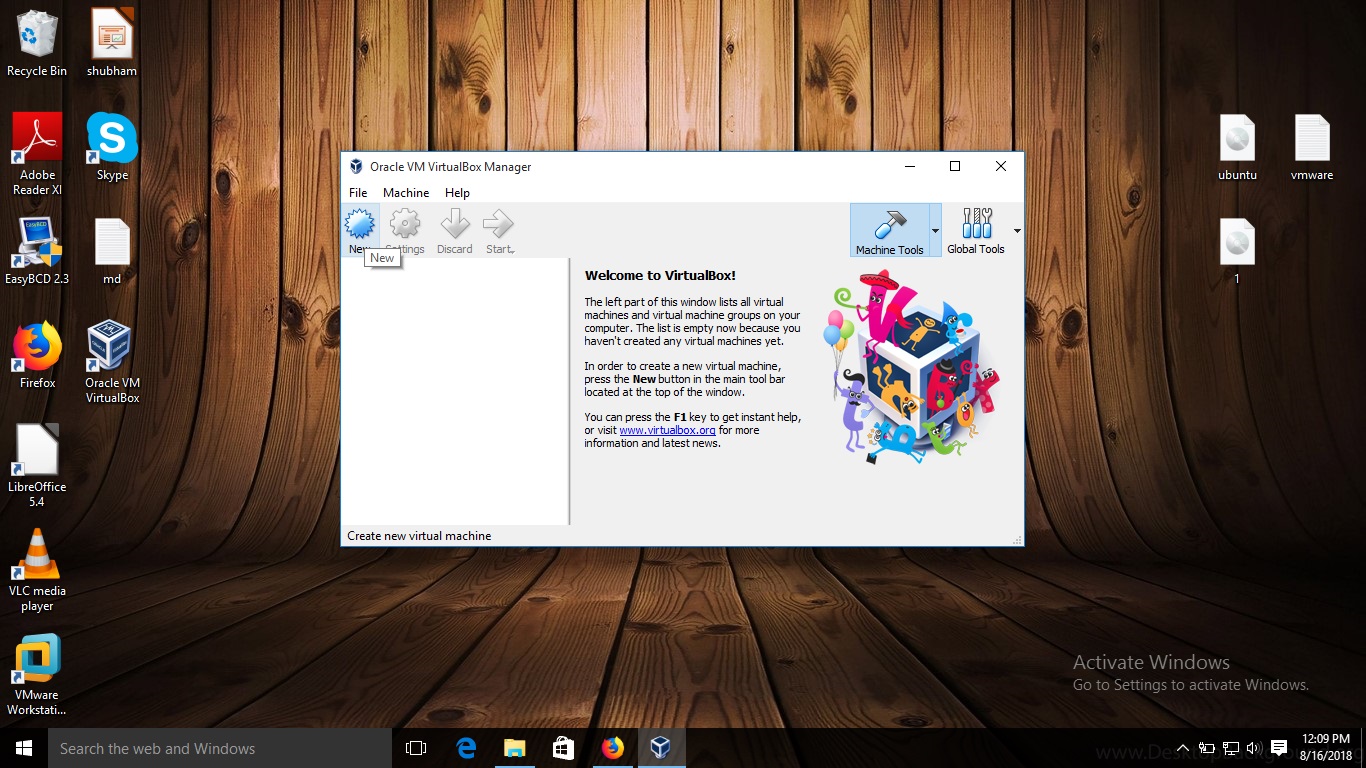 Recycle Bin
shubham
Adobe
Reader XI
Skype
EasyBCD 2.3
md
Firefox
Oracle VM
VirtualBox
LibreOffice
5.4
VLC media
player
VMware
Workstati...
ubuntu
vmware
1
Oracle VM VirtualBox Manager
File Machine Help
New Settings Discard Start
New
Machine Tools Global Tools
Welcome to VirtualBox!
The left part of this window lists all virtual
machines and virtual machine groups on your
computer. The list is empty now because you
haven't created any virtual machines yet.
In order to create a new virtual machine,
press the New button in the main tool bar
located at the top of the window.
You can press the F1 key to get instant help,
or visit www.virtualbox.org for more
information and latest news.
Create new virtual machine
Activate Windows
Go to Settings to activate Windows.
Search the web and Windows
12:09 PM
8/16/2018